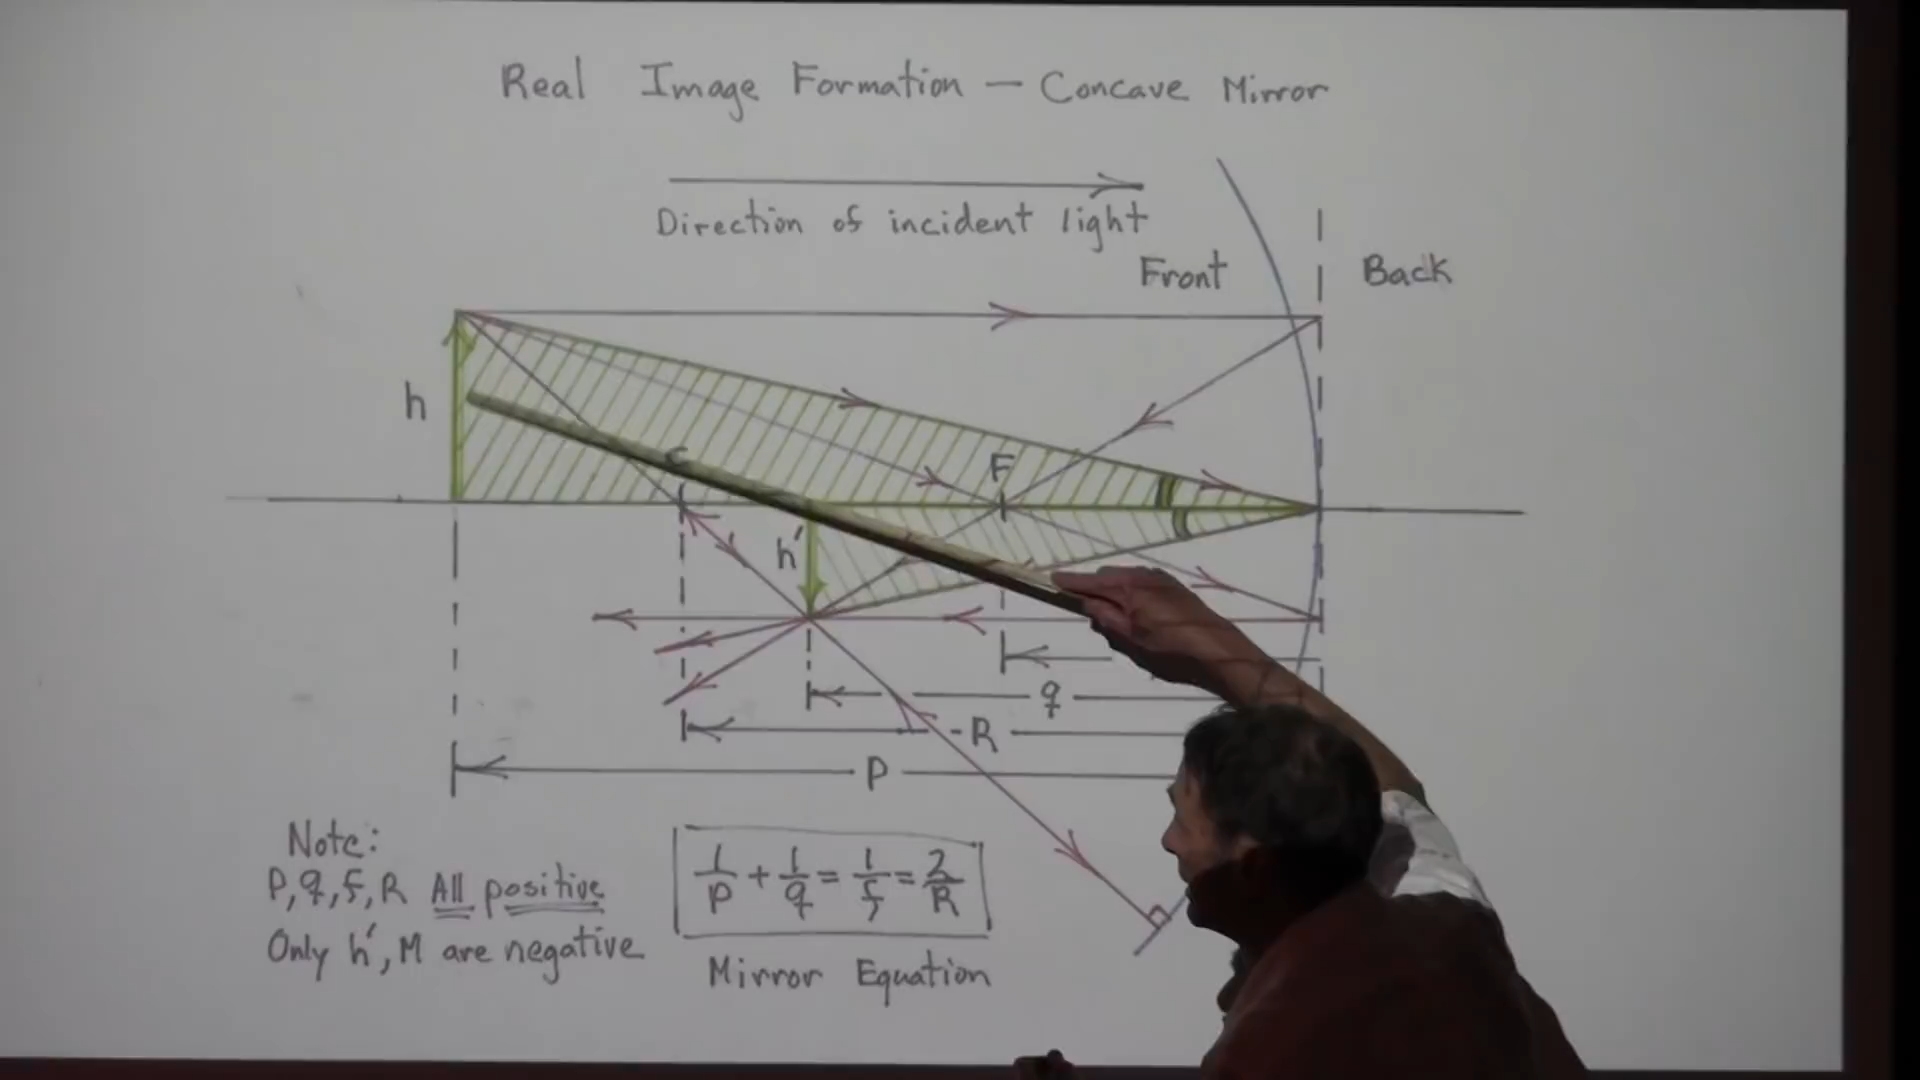 Real Image Formation — Concave Mirror
Direction of incident light
Front
Back
h
C
F
h′
q
-R
P
Note:
P,q,f,R All positive
Only h′, M are negative
1/P + 1/q = 1/f = 2/R
Mirror Equation